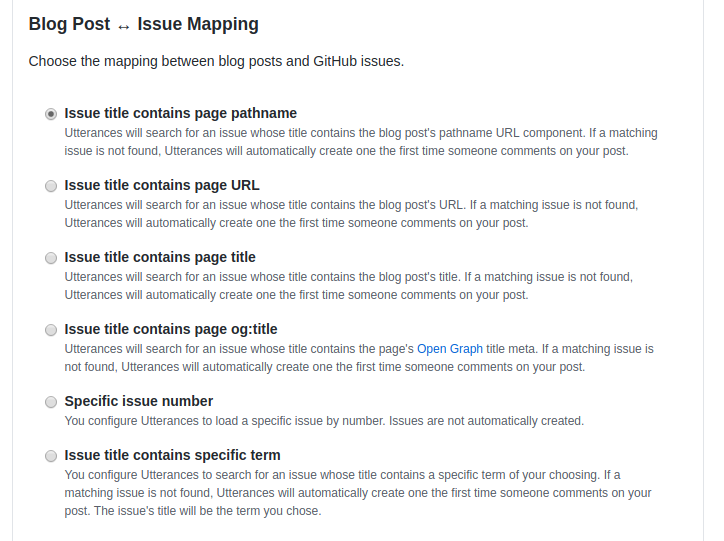 Blog Post ↔ Issue Mapping
Choose the mapping between blog posts and GitHub issues.
Issue title contains page pathname
Utterances will search for an issue whose title contains the blog post's pathname URL component. If a matching
issue is not found, Utterances will automatically create one the first time someone comments on your post.
Issue title contains page URL
Utterances will search for an issue whose title contains the blog post's URL. If a matching issue is not found,
Utterances will automatically create one the first time someone comments on your post.
Issue title contains page title
Utterances will search for an issue whose title contains the blog post's title. If a matching issue is not found,
Utterances will automatically create one the first time someone comments on your post.
Issue title contains page og:title
Utterances will search for an issue whose title contains the page's Open Graph title meta. If a matching issue is
not found, Utterances will automatically create one the first time someone comments on your post.
Specific issue number
You configure Utterances to load a specific issue by number. Issues are not automatically created.
Issue title contains specific term
You configure Utterances to search for an issue whose title contains a specific term of your choosing. If a
matching issue is not found, Utterances will automatically create one the first time someone comments on your
post. The issue's title will be the term you chose.